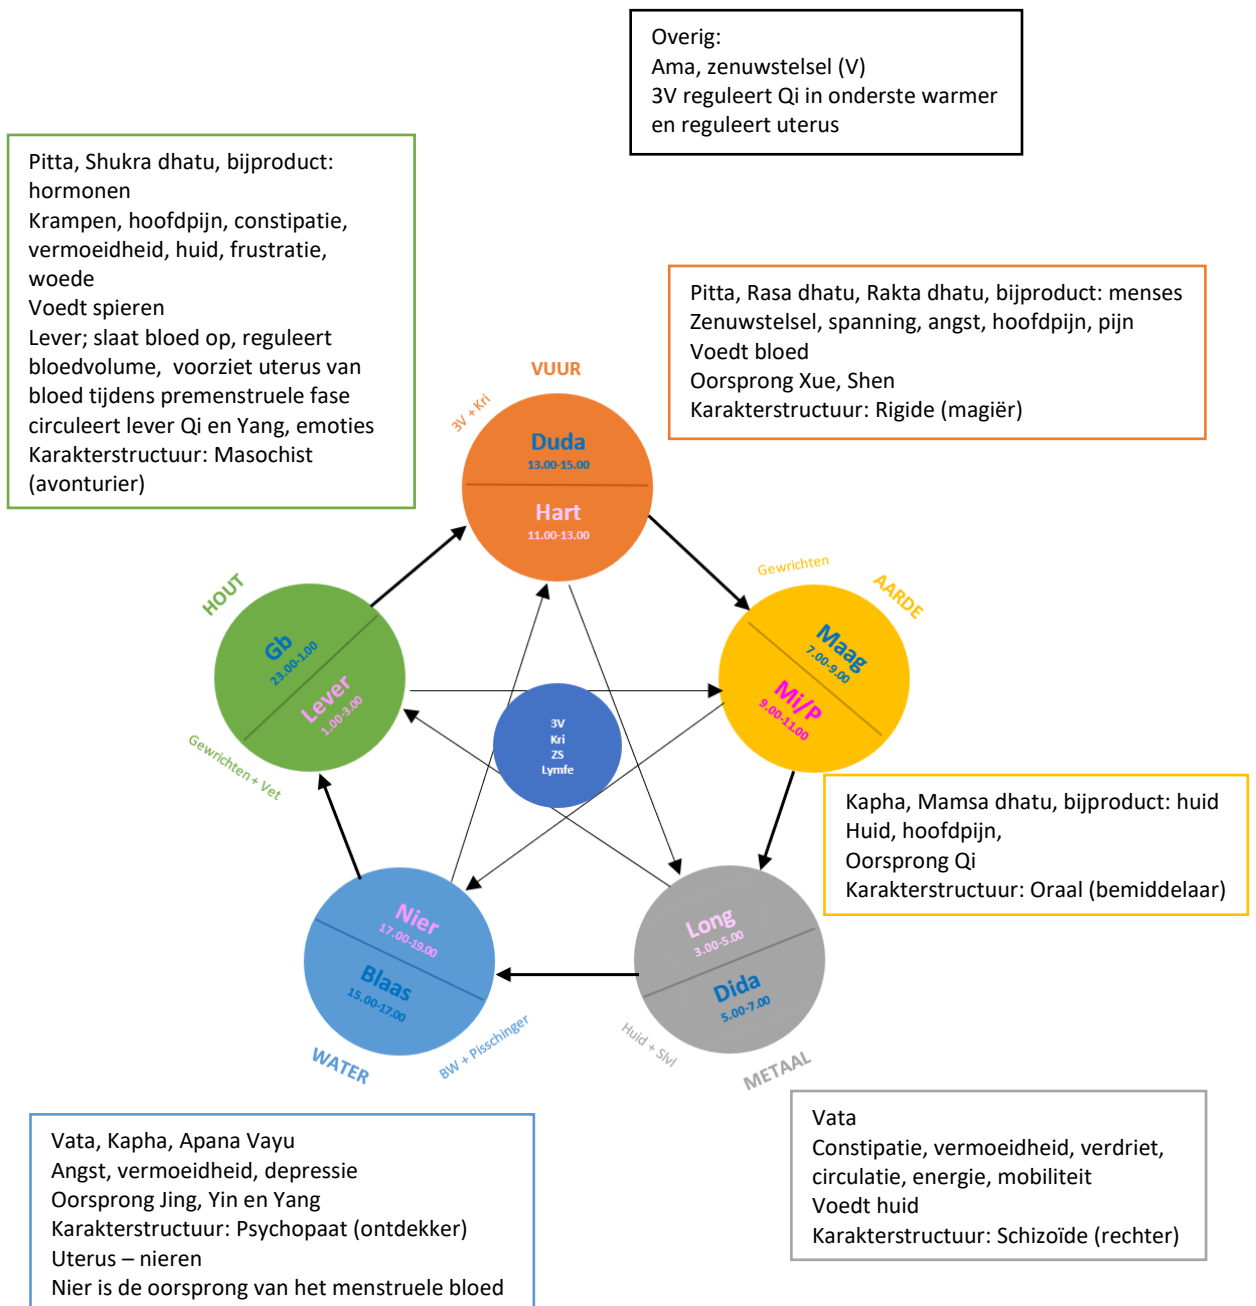 Overig:
Ama, zenuwstelsel (V)
3V reguleert Qi in onderste warmer
en reguleert uterus
Pitta, Shukra dhatu, bijproduct:
hormonen
Krampen, hoofdpijn, constipatie,
vermoeidheid, huid, frustratie,
woede
Voedt spieren
Lever; slaat bloed op, reguleert
bloedvolume, voorziet uterus van
bloed tijdens premenstruele fase
circuleert lever Qi en Yang, emoties
Karakterstructuur: Masochist
(avonturier)
Pitta, Rasa dhatu, Rakta dhatu, bijproduct: menses
Zenuwstelsel, spanning, angst, hoofdpijn, pijn
Voedt bloed
Oorsprong Xue, Shen
Karakterstructuur: Rigide (magiër)
VUUR
3V + Kri
Duda
13.00-15.00
Hart
11.00-13.00
HOUT
Gb
23.00-1.00
Lever
1.00-3.00
Gewrichten + Vet
Gewrichten
AARDE
Maag
7.00-9.00
Mi/P
9.00-11.00
3V
Kri
ZS
Lymfe
Kapha, Mamsa dhatu, bijproduct: huid
Huid, hoofdpijn,
Oorsprong Qi
Karakterstructuur: Oraal (bemiddelaar)
Nier
17.00-19.00
Blaas
15.00-17.00
WATER
BW + Pisschinger
Long
3.00-5.00
Dida
5.00-7.00
Huid + Slvl
METAAL
Vata, Kapha, Apana Vayu
Angst, vermoeidheid, depressie
Oorsprong Jing, Yin en Yang
Karakterstructuur: Psychopaat (ontdekker)
Uterus – nieren
Nier is de oorsprong van het menstruele bloed
Vata
Constipatie, vermoeidheid, verdriet,
circulatie, energie, mobiliteit
Voedt huid
Karakterstructuur: Schizoïde (rechter)